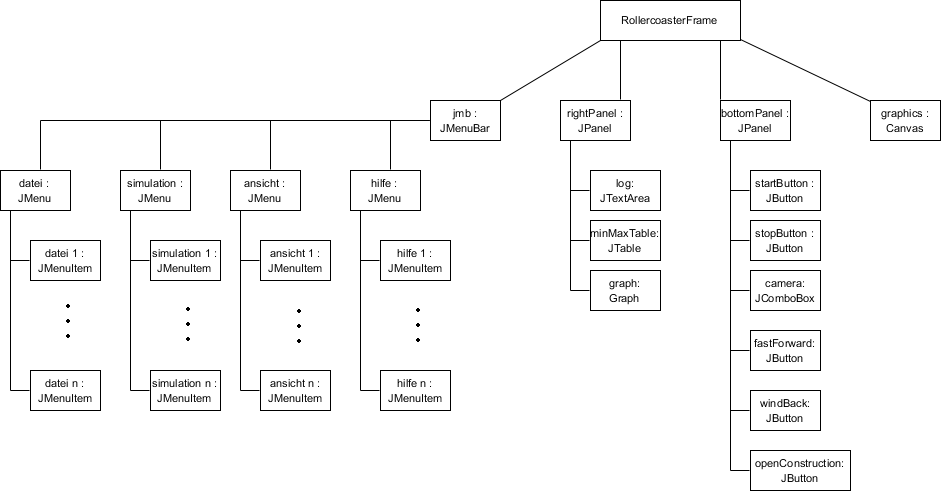 RollercoasterFrame
jmb :
JMenuBar
rightPanel :
JPanel
bottomPanel :
JPanel
graphics :
Canvas
datei :
JMenu
simulation :
JMenu
ansicht :
JMenu
hilfe :
JMenu
log:
JTextArea
startButton :
JButton
minMaxTable:
JTable
stopButton :
JButton
datei 1 :
JMenuItem
simulation 1 :
JMenuItem
ansicht 1 :
JMenuItem
hilfe 1 :
JMenuItem
graph:
Graph
camera:
JComboBox
fastForward:
JButton
datei n :
JMenuItem
simulation n :
JMenuItem
ansicht n :
JMenuItem
hilfe n :
JMenuItem
windBack:
JButton
openConstruction:
JButton